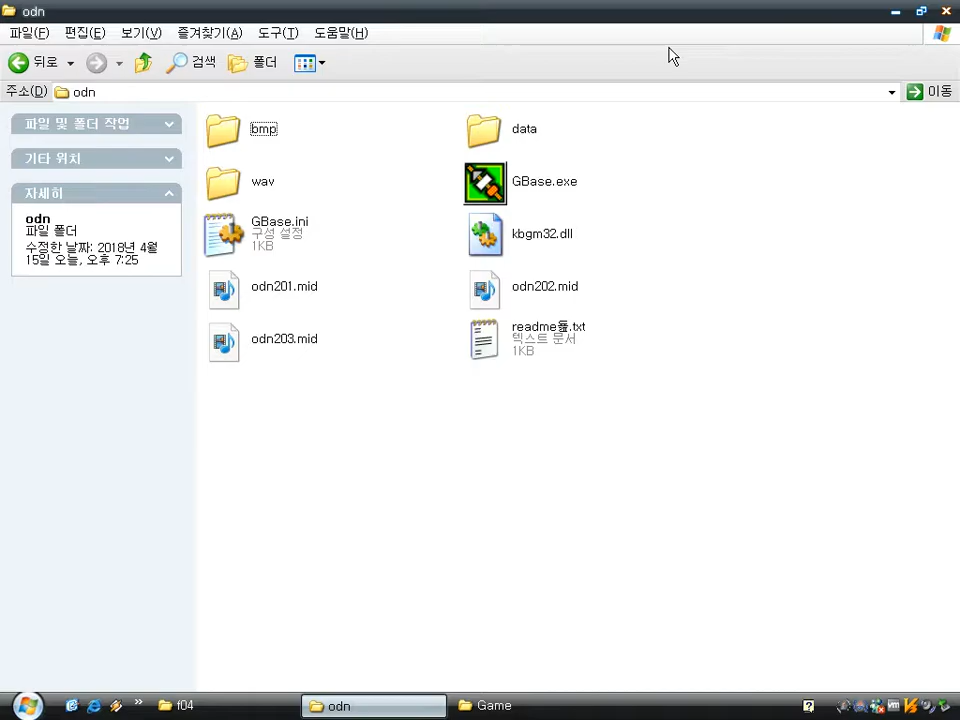 odn
파일(F) 편집(E) 보기(V) 즐겨찾기(A) 도구(T) 도움말(H)
뒤로 검색 폴더
주소(D) odn 이동
파일 및 폴더 작업
기타 위치
자세히
odn
파일 폴더
수정한 날짜: 2018년 4월
15일 오늘, 오후 7:25
bmp
data
wav
GBase.exe
GBase.ini
구성 설정
1KB
kbgm32.dll
odn201.mid
odn202.mid
odn203.mid
readme.txt
텍스트 문서
1KB
f04
odn
Game